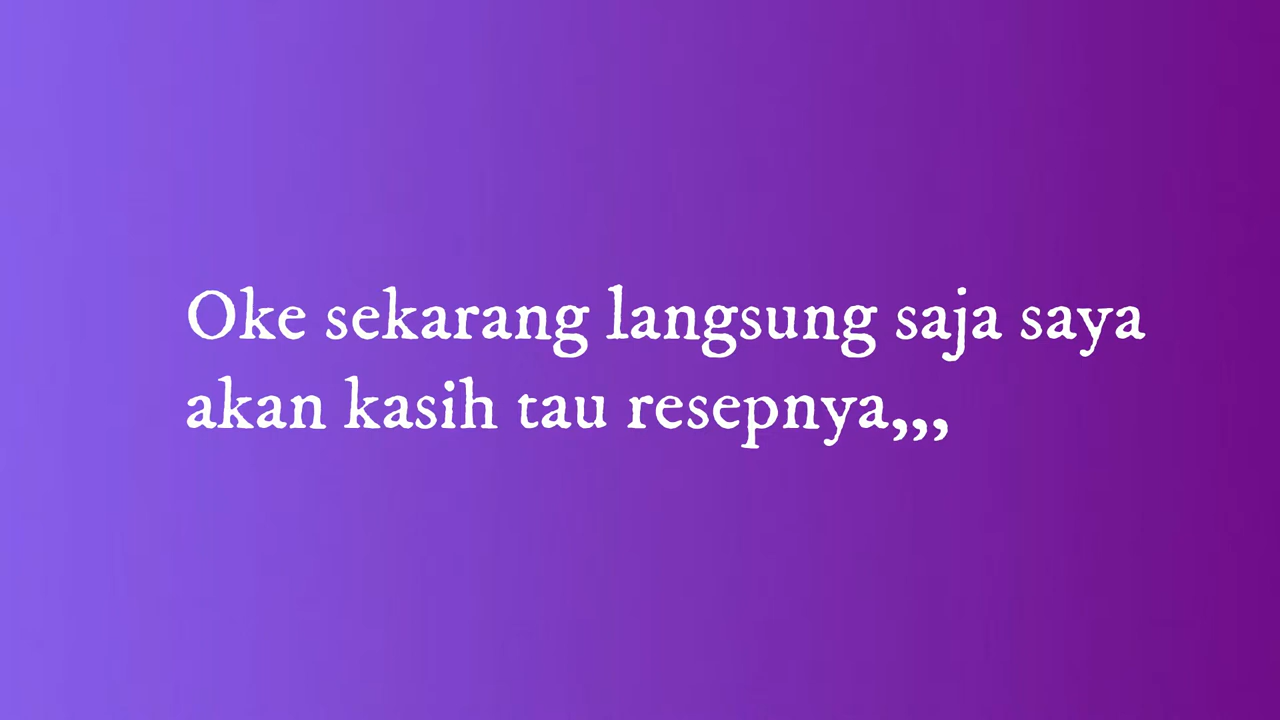 Oke sekarang langsung saja saya
akan kasih tau resepnya,,,